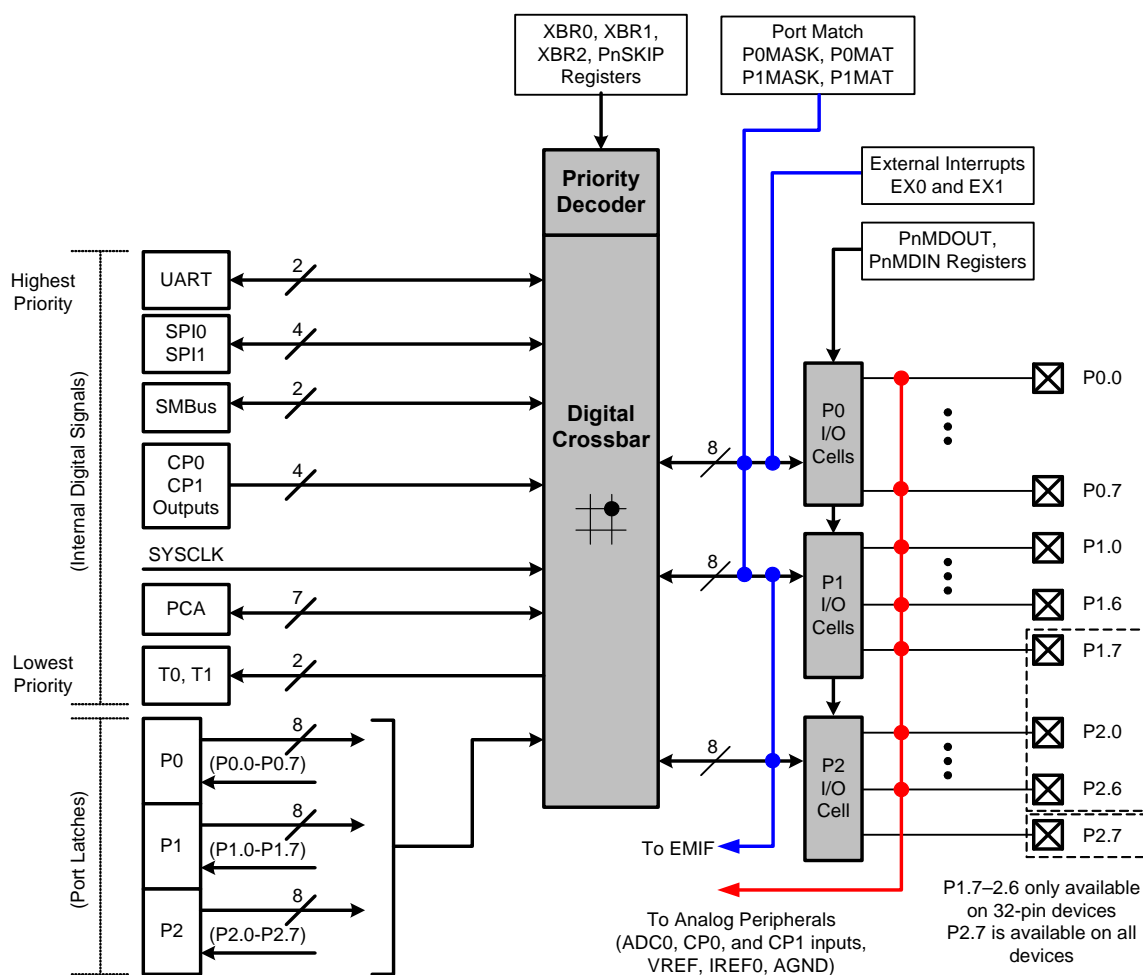 XBR0, XBR1,
XBR2, PnSKIP
Registers
Port Match
P0MASK, P0MAT
P1MASK, P1MAT
External Interrupts
EX0 and EX1
Priority
Decoder
PnMDOUT,
PnMDIN Registers
Highest
Priority
(Internal Digital Signals)
UART
2
SPI0
SPI1
4
SMBus
2
CP0
CP1
Outputs
4
SYSCLK
PCA
7
Lowest
Priority
T0, T1
2
Digital
Crossbar
8
8
8
P0
I/O
Cells
P1
I/O
Cells
P2
I/O
Cell
P0.0
P0.7
P1.0
P1.6
P1.7
P2.0
P2.6
P2.7
(Port Latches)
P0
8
(P0.0-P0.7)
P1
8
(P1.0-P1.7)
P2
8
(P2.0-P2.7)
To EMIF
To Analog Peripherals
(ADC0, CP0, and CP1 inputs,
VREF, IREF0, AGND)
P1.7–2.6 only available
on 32-pin devices
P2.7 is available on all
devices